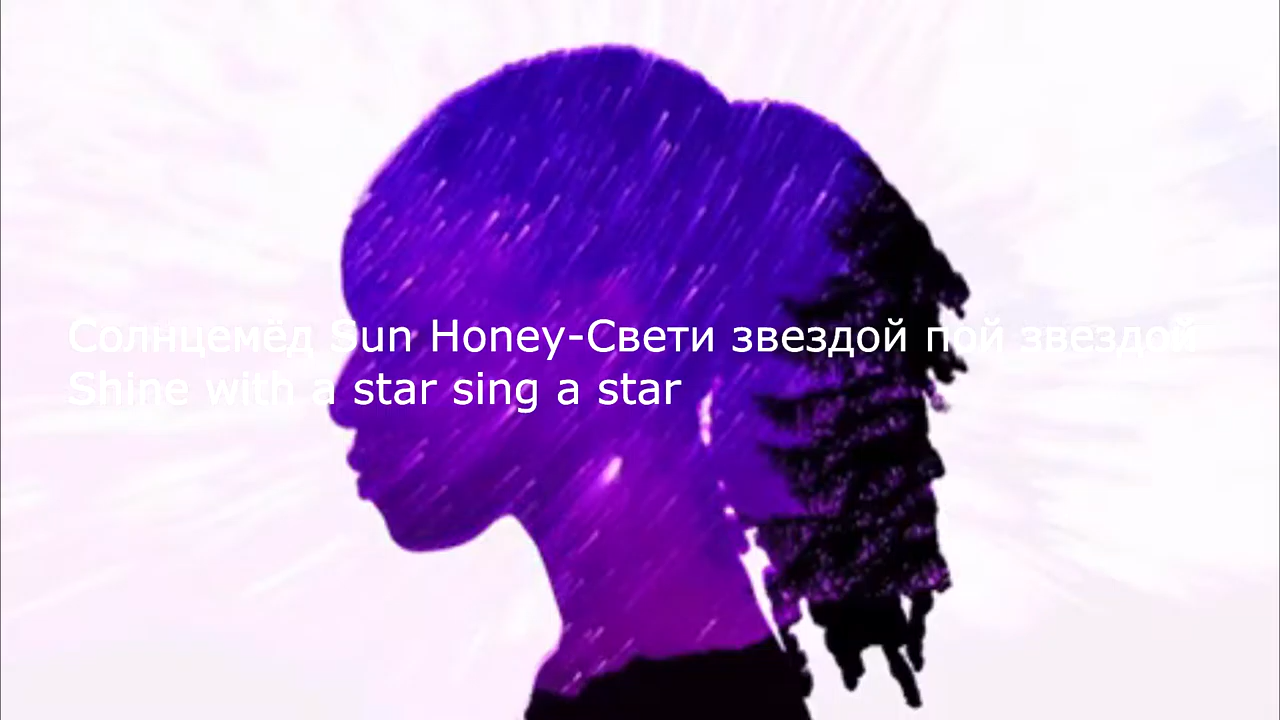 Солнцемёд Sun Honey-Свети звездой пой звездой
Shine with a star sing a star